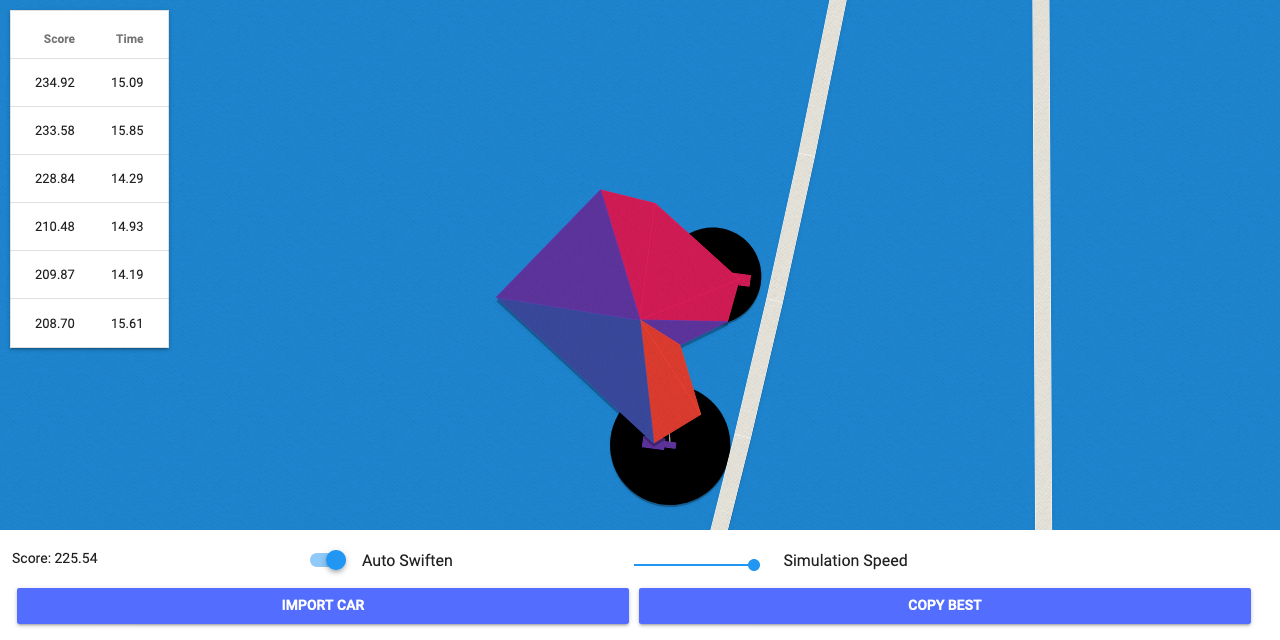 Score Time
234.92 15.09
233.58 15.85
228.84 14.29
210.48 14.93
209.87 14.19
208.70 15.61
Score: 225.54 Auto Swiften Simulation Speed
IMPORT CAR COPY BEST